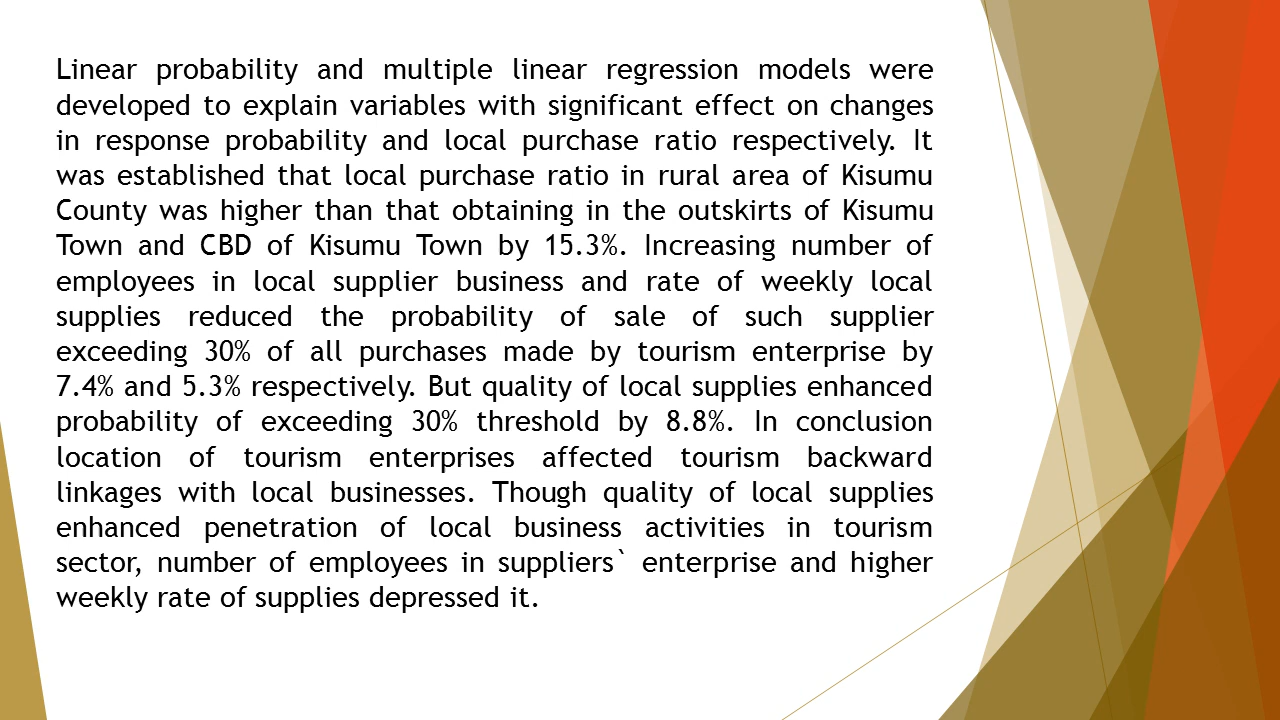 Linear probability and multiple linear regression models were
developed to explain variables with significant effect on changes
in response probability and local purchase ratio respectively. It
was established that local purchase ratio in rural area of Kisumu
County was higher than that obtaining in the outskirts of Kisumu
Town and CBD of Kisumu Town by 15.3%. Increasing number of
employees in local supplier business and rate of weekly local
supplies reduced the probability of sale of such supplier
exceeding 30% of all purchases made by tourism enterprise by
7.4% and 5.3% respectively. But quality of local supplies enhanced
probability of exceeding 30% threshold by 8.8%. In conclusion
location of tourism enterprises affected tourism backward
linkages with local businesses. Though quality of local supplies
enhanced penetration of local business activities in tourism
sector, number of employees in suppliers` enterprise and higher
weekly rate of supplies depressed it.